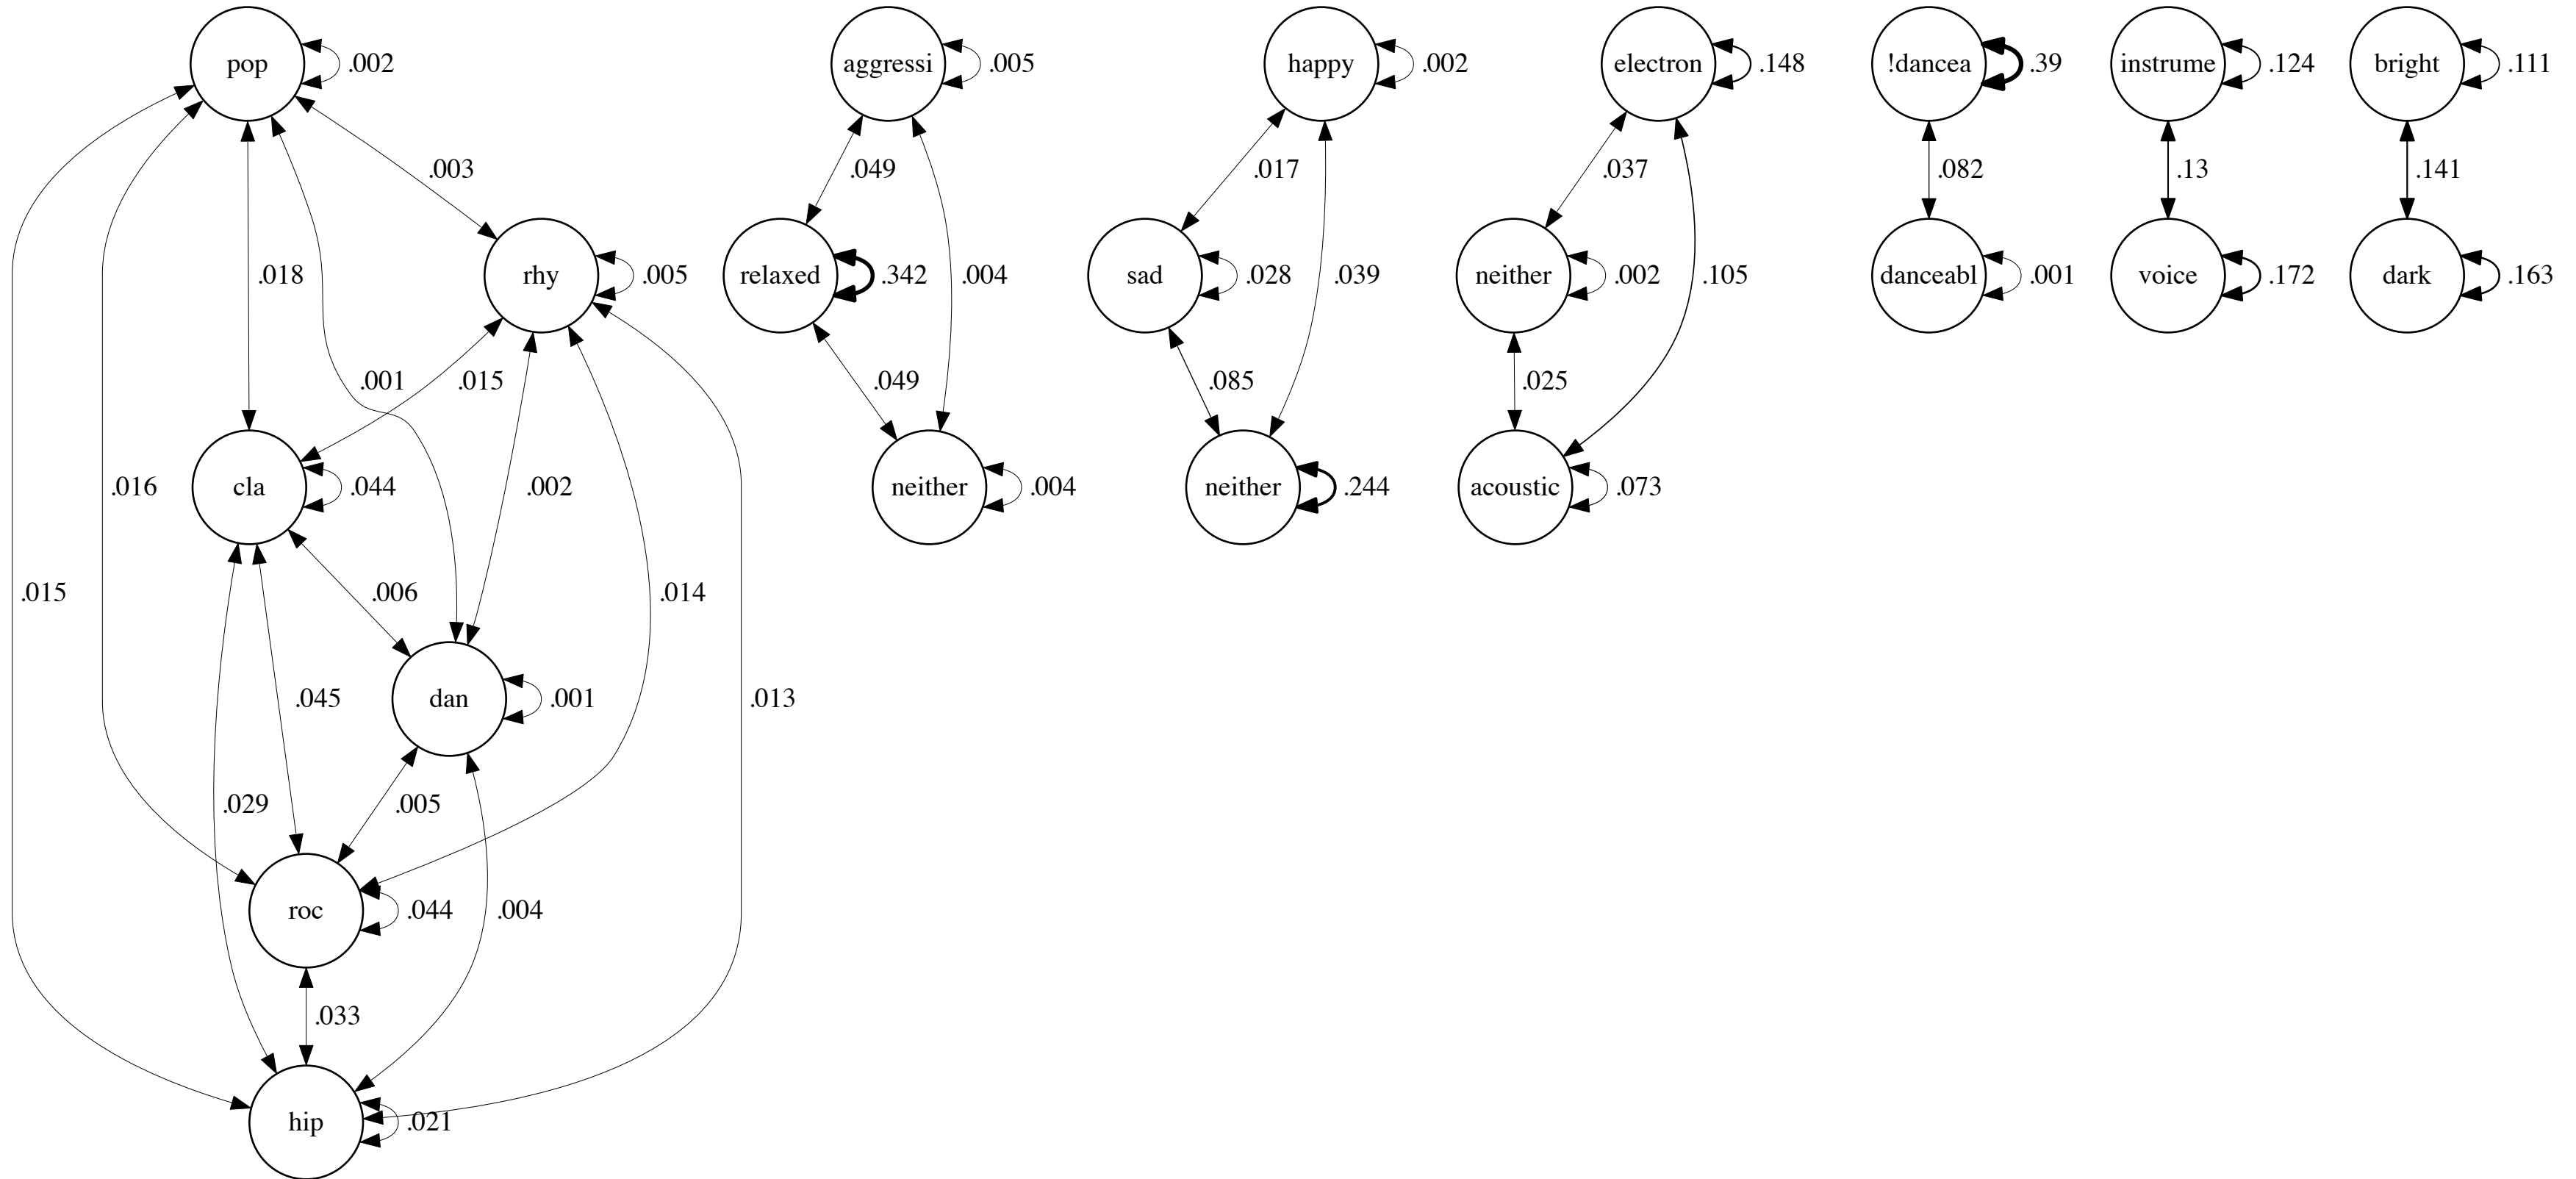 pop .002 aggressi .005 happy .002 electron .148 !dancea .39 instrume .124 bright .111
.003 .049 .017 .037 .082 .13 .141
.018 rhy .005 relaxed .342 .004 sad .028 .039 neither .002 .105 danceabl .001 voice .172 dark .163
.001 .015 .049 .085 .025
.016 cla .044 .002 neither .004 neither .244 acoustic .073
.015 .006 .014
.045 dan .001 .013
.029 .005
roc .044 .004
.033
hip .021